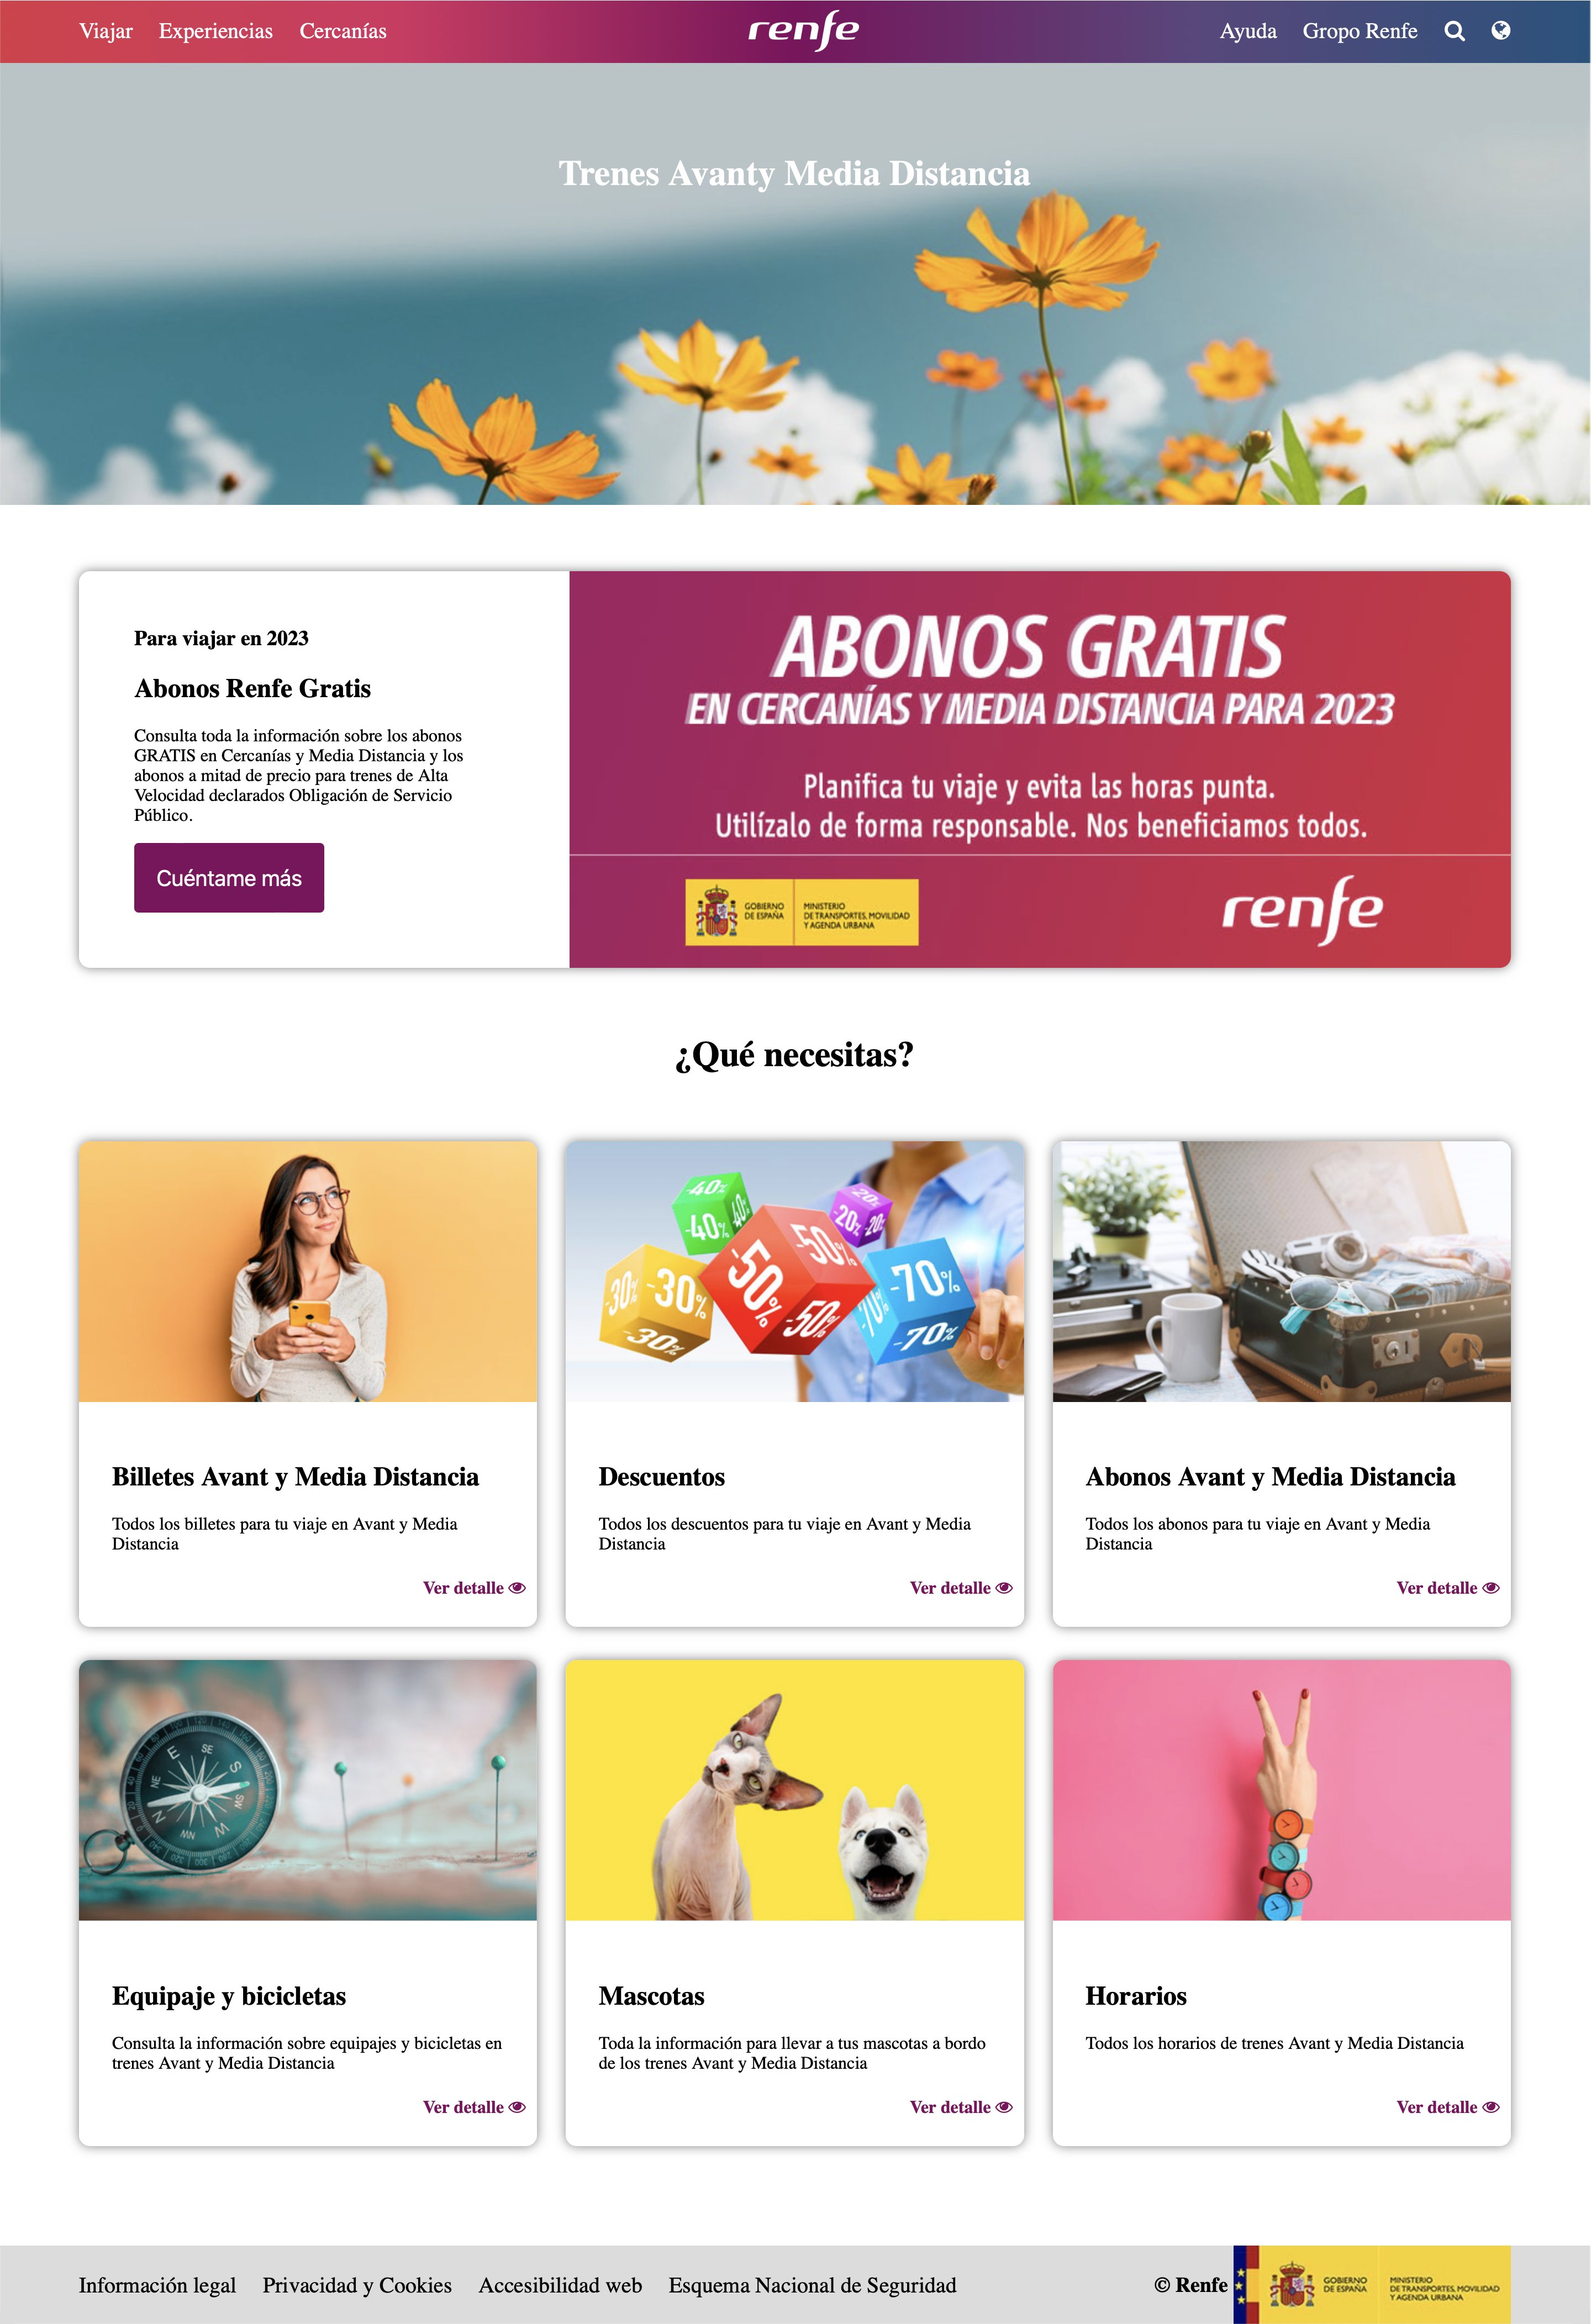 Viajar Experiencias Cercanías renfe Ayuda Gropo Renfe
Trenes Avanty Media Distancia
Para viajar en 2023
Abonos Renfe Gratis
Consulta toda la información sobre los abonos
GRATIS en Cercanías y Media Distancia y los
abonos a mitad de precio para trenes de Alta
Velocidad declarados Obligación de Servicio
Público.
Cuéntame más
ABONOS GRATIS
EN CERCANÍAS Y MEDIA DISTANCIA PARA 2023
Planifica tu viaje y evita las horas punta.
Utilízalo de forma responsable. Nos beneficiamos todos.
GOBIERNO
DE ESPAÑA
MINISTERIO
DE TRANSPORTES, MOVILIDAD
Y AGENDA URBANA
renfe
¿Qué necesitas?
-40%
-40% 40%
20%
-20% 20%
30% -30%
-30%
-50%
50%
-50%
-70%
70%
-70%
Billetes Avant y Media Distancia
Todos los billetes para tu viaje en Avant y Media
Distancia
Ver detalle
Descuentos
Todos los descuentos para tu viaje en Avant y Media
Distancia
Ver detalle
Abonos Avant y Media Distancia
Todos los abonos para tu viaje en Avant y Media
Distancia
Ver detalle
E SE S
NE SW
N NW W
Equipaje y bicicletas
Consulta la información sobre equipajes y bicicletas en
trenes Avant y Media Distancia
Ver detalle
Mascotas
Toda la información para llevar a tus mascotas a bordo
de los trenes Avant y Media Distancia
Ver detalle
Horarios
Todos los horarios de trenes Avant y Media Distancia
Ver detalle
Información legal Privacidad y Cookies Accesibilidad web Esquema Nacional de Seguridad © Renfe
GOBIERNO
DE ESPAÑA
MINISTERIO
DE TRANSPORTES, MOVILIDAD
Y AGENDA URBANA